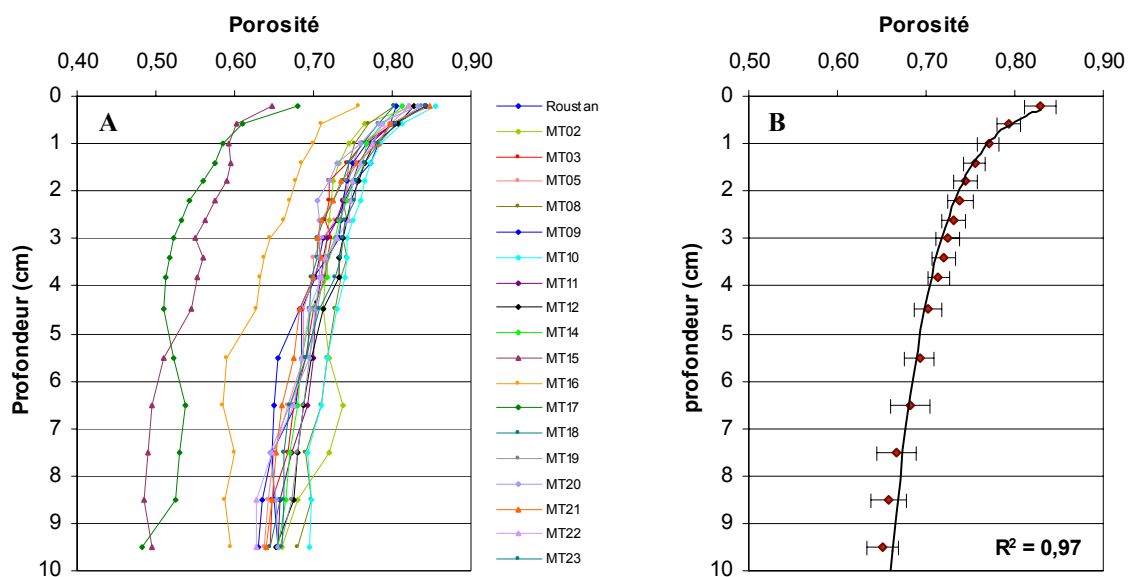 Porosité
0,40 0,50 0,60 0,70 0,80 0,90
0
1
2
3
4
5
6
7
8
9
10
Profondeur (cm)
A
Roustan
MT02
MT03
MT05
MT08
MT09
MT10
MT11
MT12
MT14
MT15
MT16
MT17
MT18
MT19
MT20
MT21
MT22
MT23
Porosité
0,50 0,60 0,70 0,80 0,90
0
1
2
3
4
5
6
7
8
9
10
profondeur (cm)
B
R² = 0,97